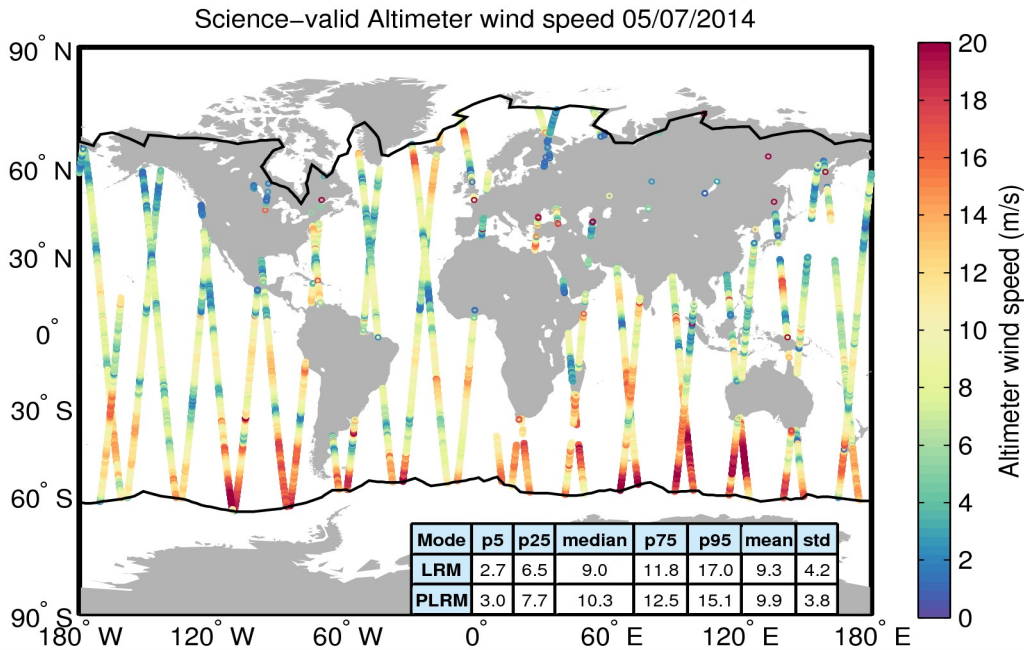 Science−valid Altimeter wind speed 05/07/2014
90° N
60° N
30° N
0°
30° S
60° S
90° S
180° W
120° W
60° W
0°
60° E
120° E
180° E
Mode p5 p25 median p75 p95 mean std
LRM 2.7 6.5 9.0 11.8 17.0 9.3 4.2
PLRM 3.0 7.7 10.3 12.5 15.1 9.9 3.8
20
18
16
14
12
10
8
6
4
2
0
Altimeter wind speed (m/s)